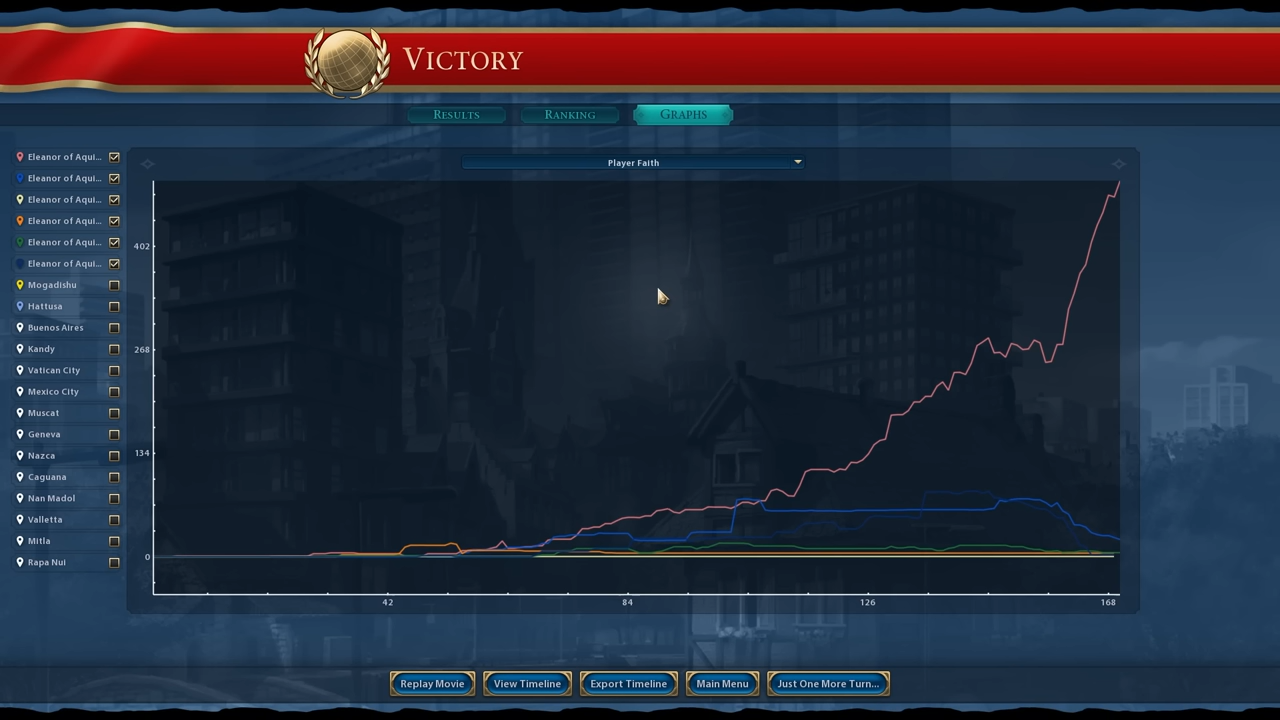 VICTORY
RESULTS RANKING GRAPHS
Player Faith
Eleanor of Aqui...
Eleanor of Aqui...
Eleanor of Aqui...
Eleanor of Aqui...
Eleanor of Aqui...
Eleanor of Aqui...
Mogadishu
Hattusa
Buenos Aires
Kandy
Vatican City
Mexico City
Muscat
Geneva
Nazca
Caguana
Nan Madol
Valletta
Mitla
Rapa Nui
402
268
134
0
42 84 126 168
Replay Movie View Timeline Export Timeline Main Menu Just One More Turn...